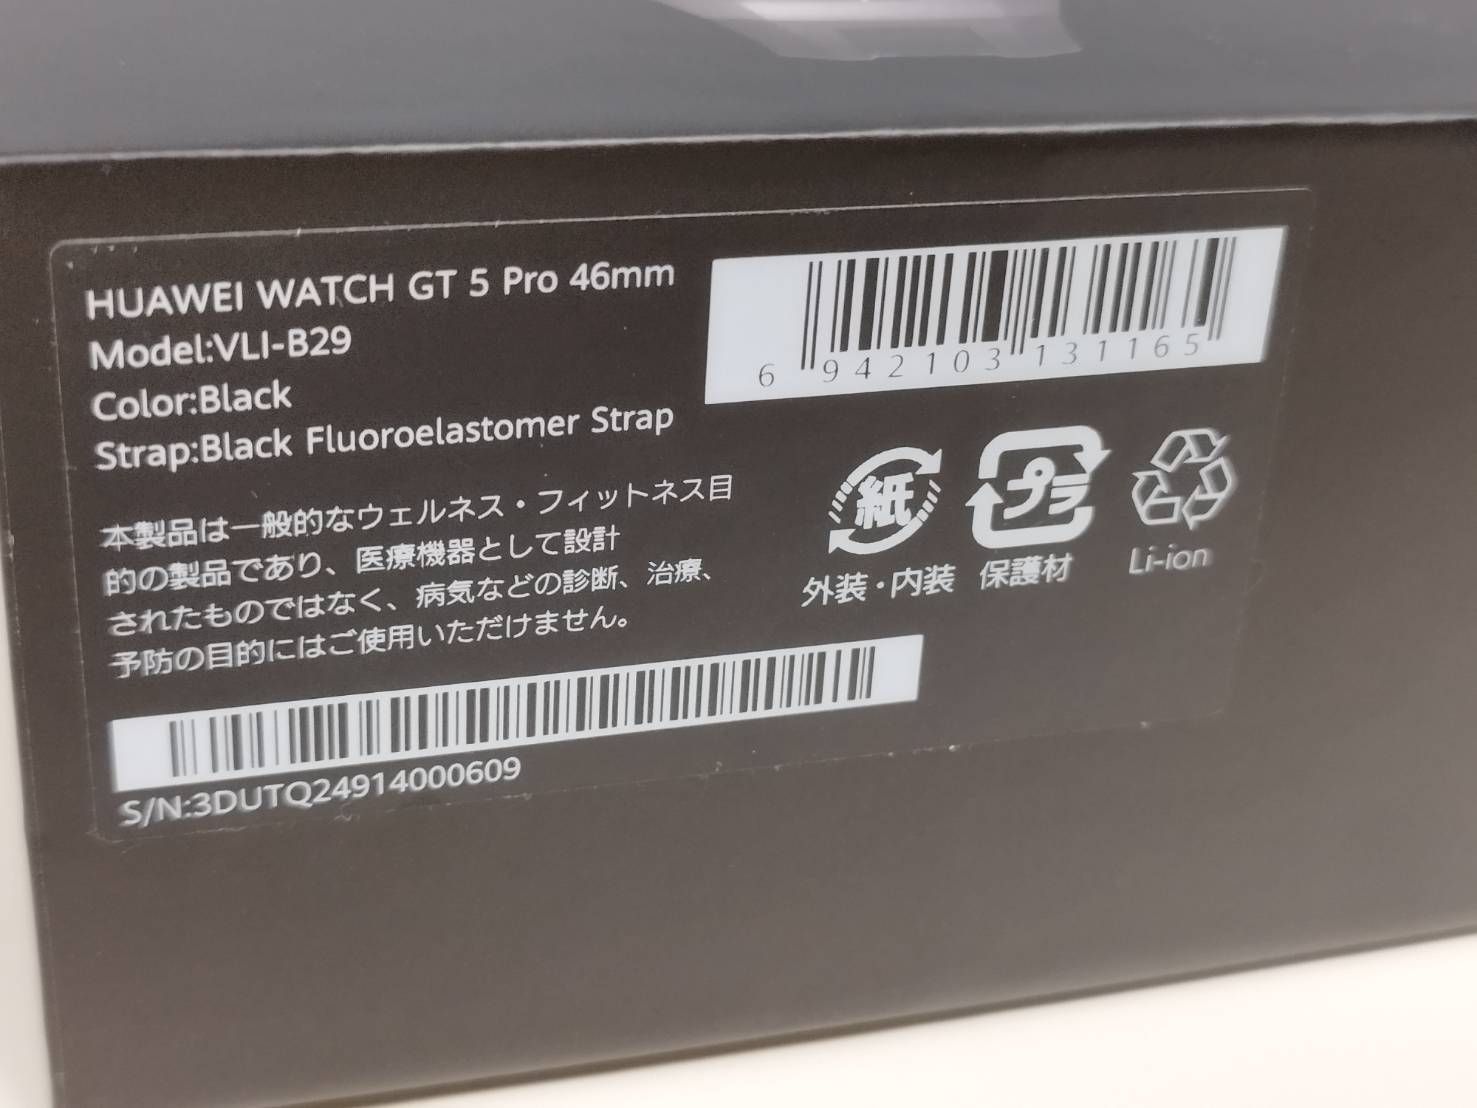 HUAWEI WATCH GT 5 Pro 46mm
Model:VLI-B29
Color:Black
Strap:Black Fluoroelastomer Strap
6 942103 131165
本製品は一般的なウェルネス・フィットネス目
的の製品であり、医療機器として設計
されたものではなく、病気などの診断、治療、
予防の目的にはご使用いただけません。
紙
外装・内装
プラ
保護材
Li-ion
S/N:3DUTQ24914000609